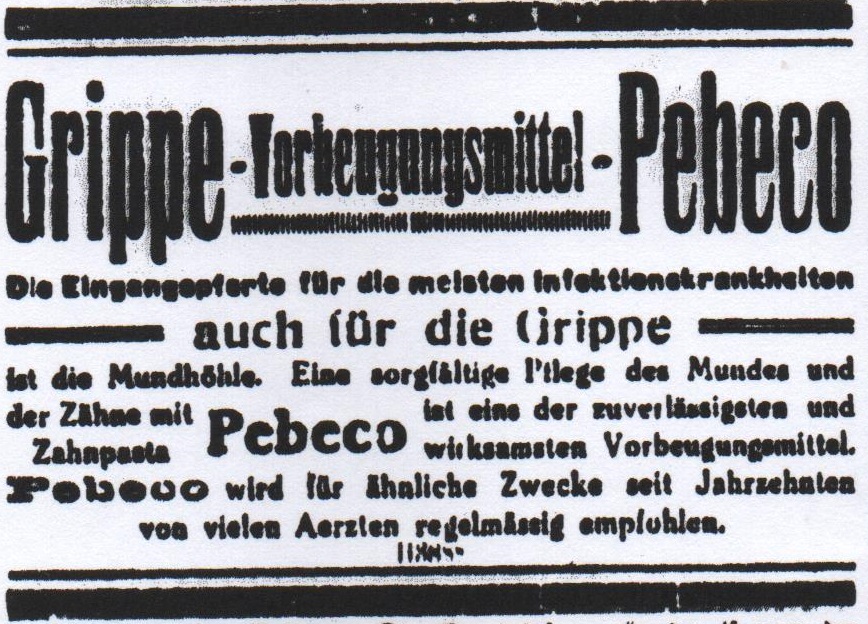 Grippe-Vorbeugungsmittel-Pebeco
Die Eingangspforte für die meisten Infektionskrankheiten
auch für die Grippe
ist die Mundhöhle. Eine sorgfältige Pflege des Mundes und
der Zähne mit
Zahnpasta
Pebeco
ist eins der zuverlässigsten und
wirksamsten Vorbeugungsmittel.
Pebeco wird für ähnliche Zwecke seit Jahrzehnten
von vielen Aerzten regelmässig empfohlen.